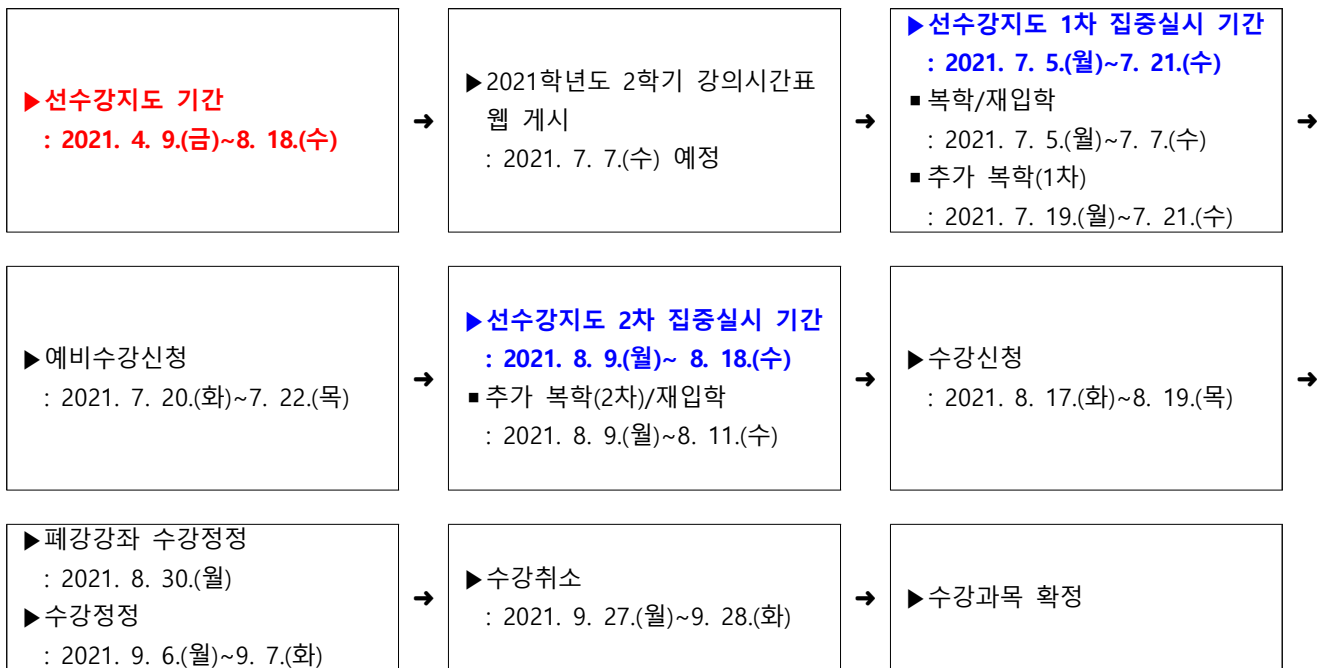 ▶선수강지도 기간
: 2021. 4. 9.(금)~8. 18.(수)
➜
▶2021학년도 2학기 강의시간표
웹 게시
: 2021. 7. 7.(수) 예정
➜
▶선수강지도 1차 집중실시 기간
: 2021. 7. 5.(월)~7. 21.(수)
■ 복학/재입학
: 2021. 7. 5.(월)~7. 7.(수)
■ 추가 복학(1차)
: 2021. 7. 19.(월)~7. 21.(수)
➜
▶예비수강신청
: 2021. 7. 20.(화)~7. 22.(목)
➜
▶선수강지도 2차 집중실시 기간
: 2021. 8. 9.(월)~ 8. 18.(수)
■ 추가 복학(2차)/재입학
: 2021. 8. 9.(월)~8. 11.(수)
➜
▶수강신청
: 2021. 8. 17.(화)~8. 19.(목)
➜
▶폐강강좌 수강정정
: 2021. 8. 30.(월)
▶수강정정
: 2021. 9. 6.(월)~9. 7.(화)
➜
▶수강취소
: 2021. 9. 27.(월)~9. 28.(화)
➜
▶수강과목 확정